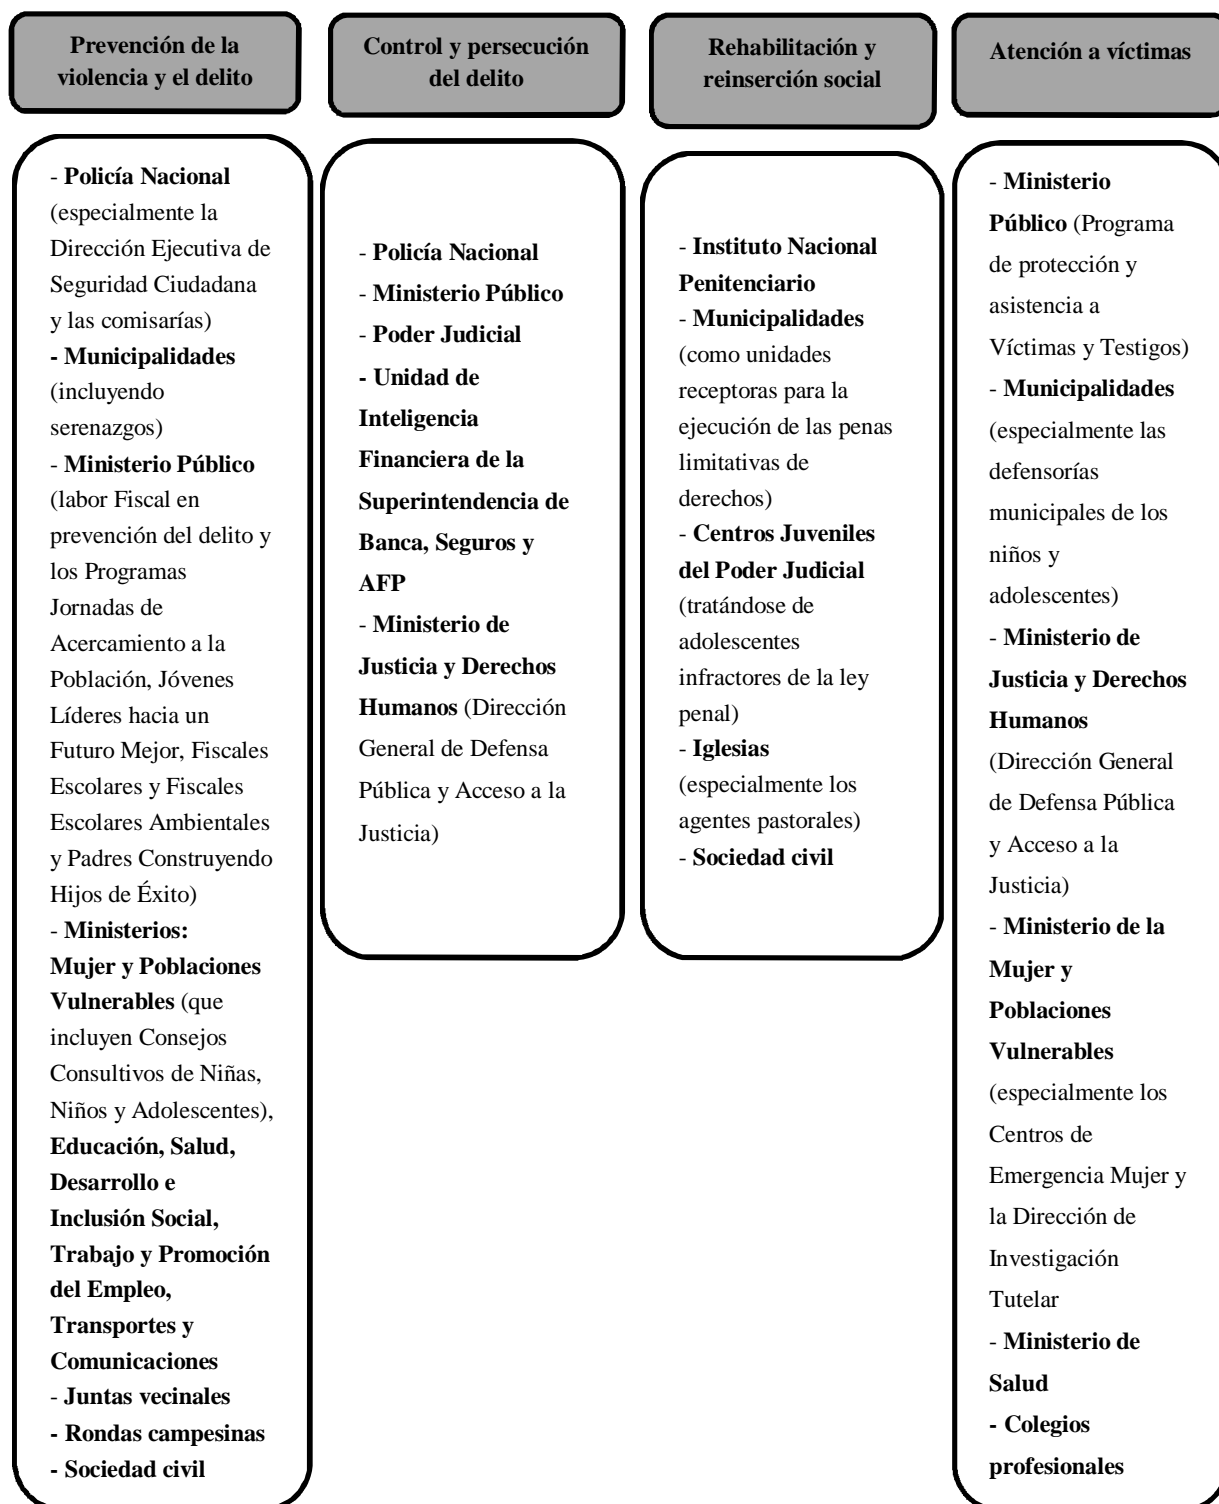 Prevención de la
violencia y el delito
- Policía Nacional
(especialmente la
Dirección Ejecutiva de
Seguridad Ciudadana
y las comisarías)
- Municipalidades
(incluyendo
serenazgos)
- Ministerio Público
(labor Fiscal en
prevención del delito y
los Programas
Jornadas de
Acercamiento a la
Población, Jóvenes
Líderes hacia un
Futuro Mejor, Fiscales
Escolares y Fiscales
Escolares Ambientales
y Padres Construyendo
Hijos de Éxito)
- Ministerios:
Mujer y Poblaciones
Vulnerables (que
incluyen Consejos
Consultivos de Niñas,
Niños y Adolescentes),
Educación, Salud,
Desarrollo e
Inclusión Social,
Trabajo y Promoción
del Empleo,
Transportes y
Comunicaciones
- Juntas vecinales
- Rondas campesinas
- Sociedad civil
Control y persecución
del delito
- Policía Nacional
- Ministerio Público
- Poder Judicial
- Unidad de
Inteligencia
Financiera de la
Superintendencia de
Banca, Seguros y
AFP
- Ministerio de
Justicia y Derechos
Humanos (Dirección
General de Defensa
Pública y Acceso a la
Justicia)
Rehabilitación y
reinserción social
- Instituto Nacional
Penitenciario
- Municipalidades
(como unidades
receptoras para la
ejecución de las penas
limitativas de
derechos)
- Centros Juveniles
del Poder Judicial
(tratándose de
adolescentes
infractores de la ley
penal)
- Iglesias
(especialmente los
agentes pastorales)
- Sociedad civil
Atención a víctimas
- Ministerio
Público (Programa
de protección y
asistencia a
Víctimas y Testigos)
- Municipalidades
(especialmente las
defensorías
municipales de los
niños y
adolescentes)
- Ministerio de
Justicia y Derechos
Humanos
(Dirección General
de Defensa Pública
y Acceso a la
Justicia)
- Ministerio de la
Mujer y
Poblaciones
Vulnerables
(especialmente los
Centros de
Emergencia Mujer y
la Dirección de
Investigación
Tutelar
- Ministerio de
Salud
- Colegios
profesionales